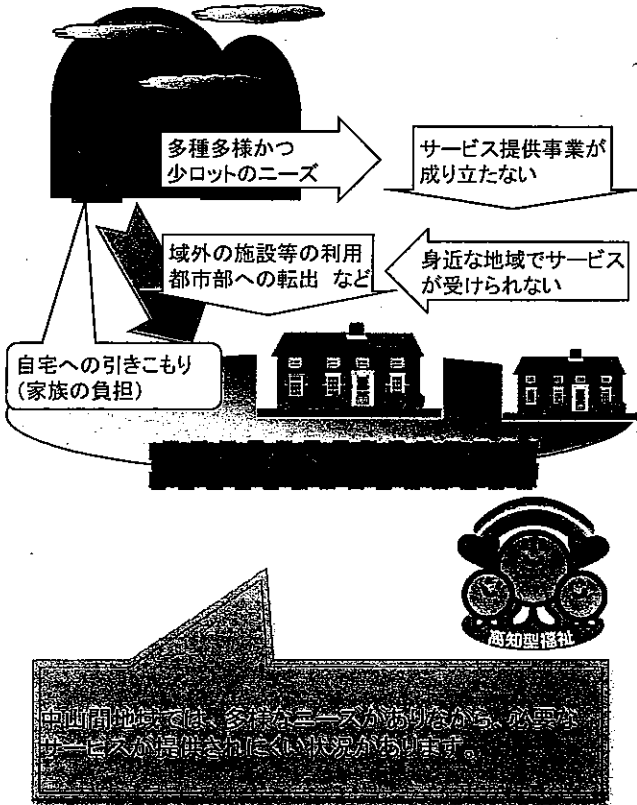 多種多様かつ
少ロットのニーズ
サービス提供事業が
成り立たない
域外の施設等の利用
都市部への転出 など
身近な地域でサービス
が受けられない
自宅への引きこもり
(家族の負担)
高知型福祉
中山間地域では、多様なニーズがありながら、必要な
サービスが提供されにくい状況があります。